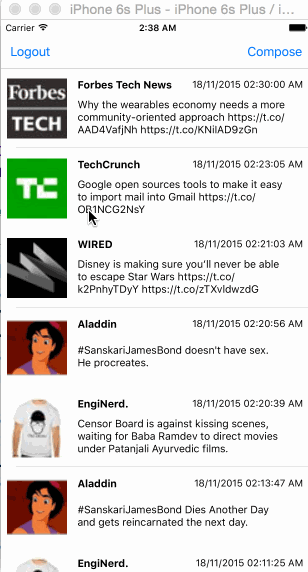 iPhone 6s Plus - iPhone 6s Plus / i...
Carrier 2:38 AM
Logout Compose
Forbes Tech News 18/11/2015 02:30:00 AM
Forbes
TECH
Why the wearables economy needs a more
community-oriented approach https://t.co/
AAD4VafjNh https://t.co/KNilAD9zGn
TechCrunch 18/11/2015 02:23:05 AM
Google open sources tools to make it easy
to import mail into Gmail https://t.co/
WIRED 18/11/2015 02:21:03 AM
Disney is making sure you'll never be able
to escape Star Wars https://t.co/
k2PnhyTDyY https://t.co/zTXvldwzdG
Aladdin 18/11/2015 02:20:56 AM
#SanskariJamesBond doesn't have sex.
He procreates.
EngiNerd. 18/11/2015 02:20:39 AM
Censor Board is against kissing scenes,
waiting for Baba Ramdev to direct movies
under Patanjali Ayurvedic films.
Aladdin 18/11/2015 02:13:47 AM
#SanskariJamesBond Dies Another Day
and gets reincarnated the next day.
EngiNerd. 18/11/2015 02:11:25 AM